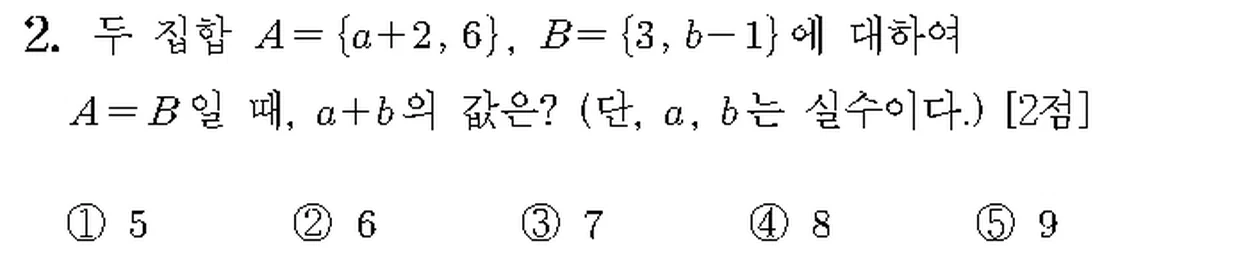 2. 두 집합 A={a+2, 6}, B={3, b-1}에 대하여
A=B일 때, a+b의 값은? (단, a, b는 실수이다.) [2점]
① 5 ② 6 ③ 7 ④ 8 ⑤ 9